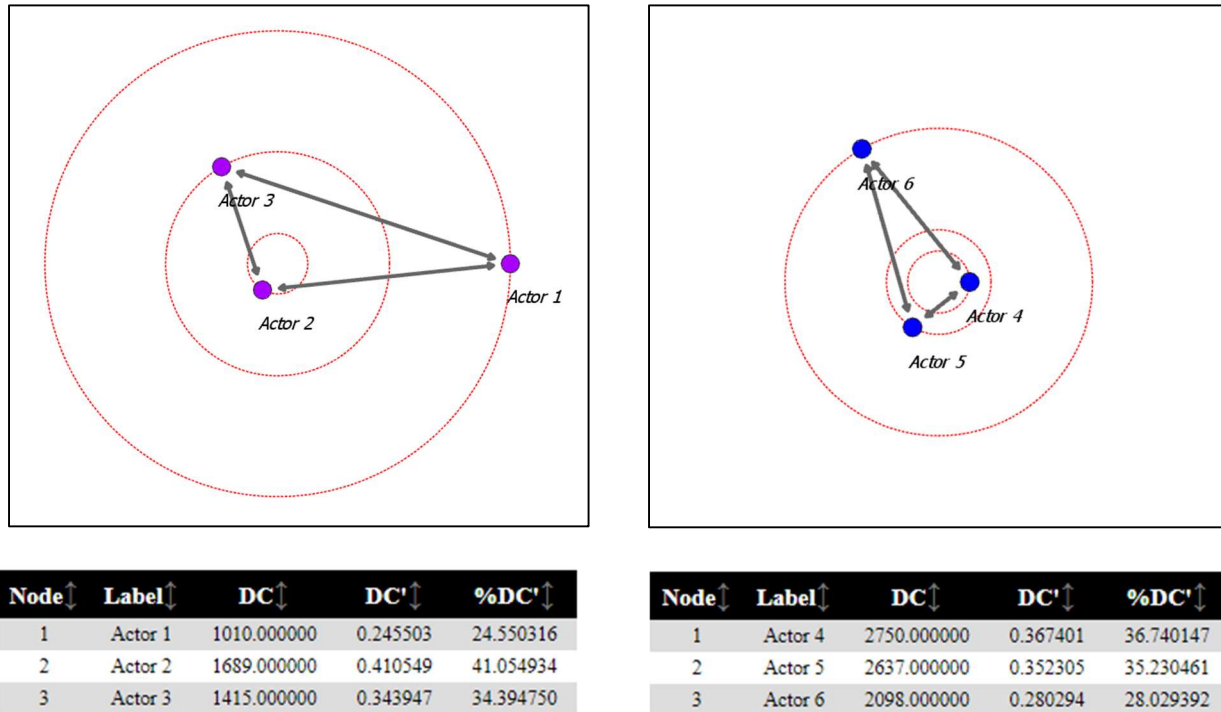 Actor 3
Actor 1
Actor 2
Actor 6
Actor 4
Actor 5
Node↕ Label↕ DC↕ DC'↕ %DC'↕
1 Actor 1 1010.000000 0.245503 24.550316
2 Actor 2 1689.000000 0.410549 41.054934
3 Actor 3 1415.000000 0.343947 34.394750
Node↕ Label↕ DC↕ DC'↕ %DC'↕
1 Actor 4 2750.000000 0.367401 36.740147
2 Actor 5 2637.000000 0.352305 35.230461
3 Actor 6 2098.000000 0.280294 28.029392